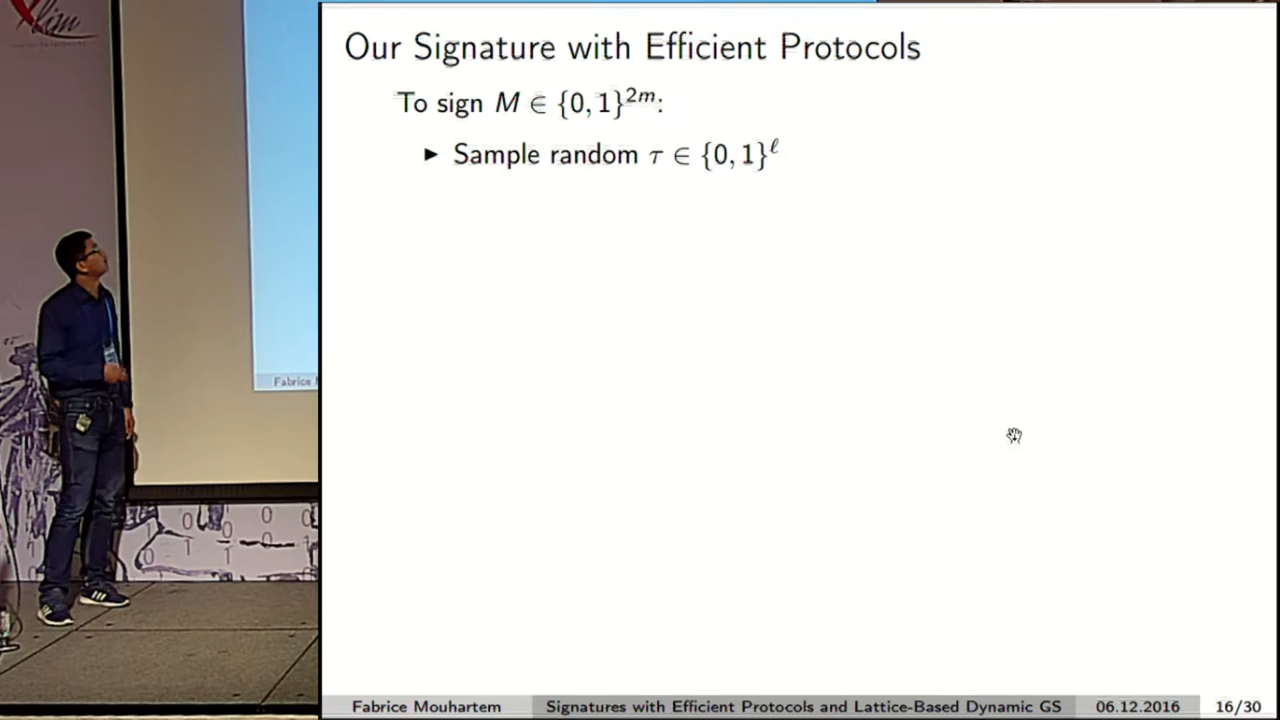 Our Signature with Efficient Protocols
To sign M ∈ {0, 1}^{2m}:
▶ Sample random τ ∈ {0, 1}^ℓ
Fabrice
Fabrice Mouhartem Signatures with Efficient Protocols and Lattice-Based Dynamic GS 06.12.2016 16/30